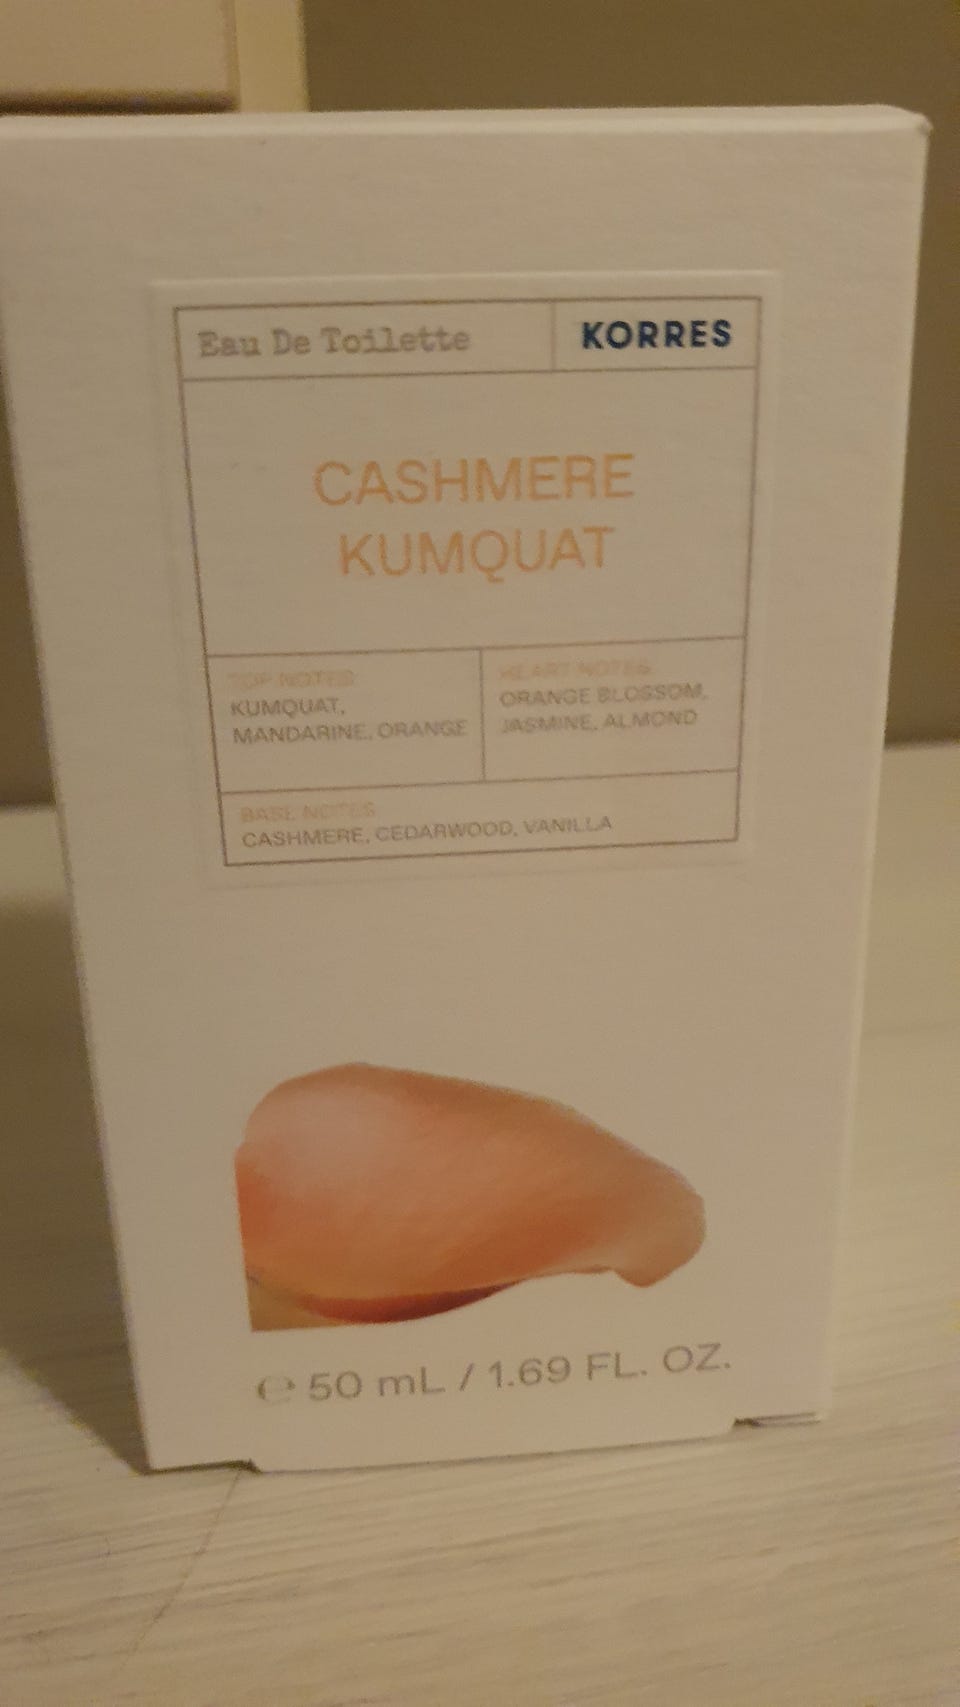 Eau De Toilette
KORRES
CASHMERE
KUMQUAT
TOP NOTES
KUMQUAT,
MANDARINE, ORANGE
HEART NOTES
ORANGE BLOSSOM,
JASMINE, ALMOND
BASE NOTES
CASHMERE, CEDARWOOD, VANILLA
℮ 50 mL / 1.69 FL. OZ.